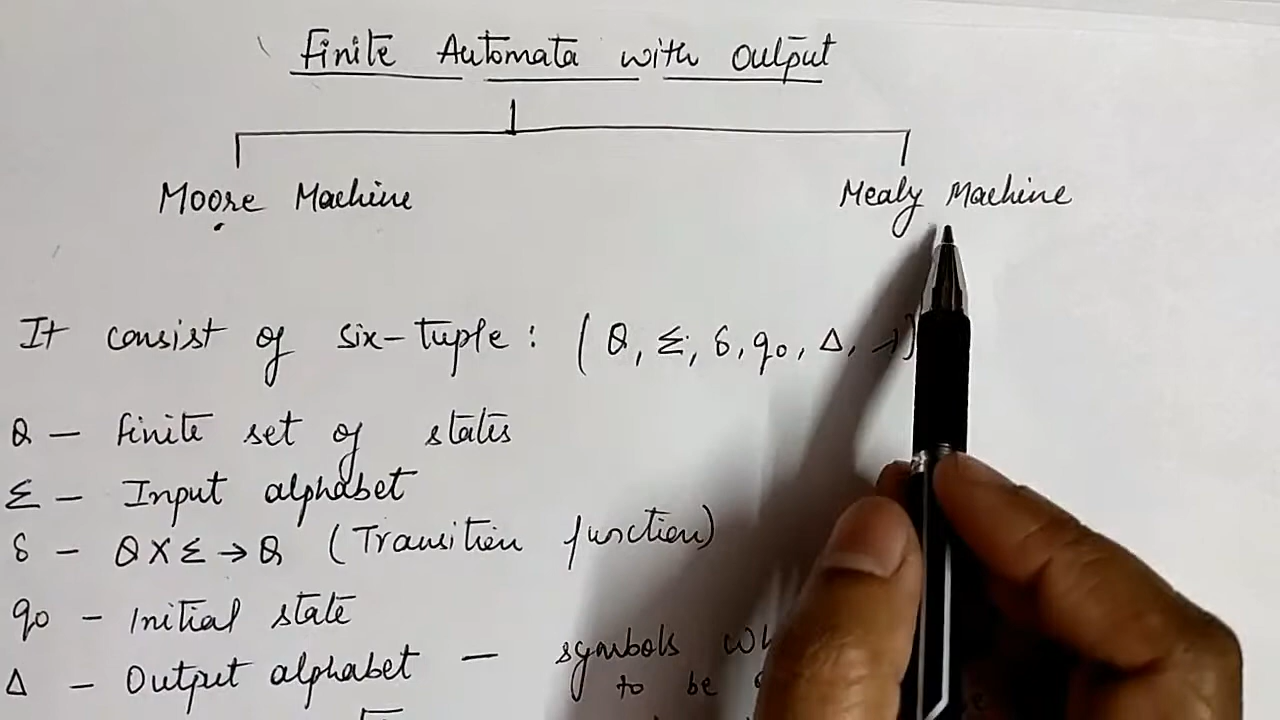 Finite Automata with Output
Moore Machine
Mealy Machine
It consist of six-tuple : ( Q, Σ, δ, q0, Δ, λ)
Q – Finite set of states
Σ – Input alphabet
δ – Q X Σ → Q (Transition function)
q0 – Initial state
Δ – Output alphabet – symbols
to be